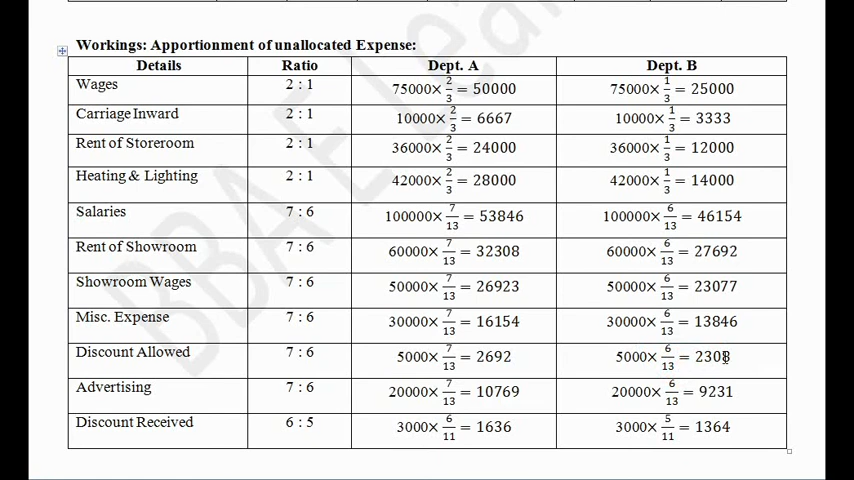 Workings: Apportionment of unallocated Expense:
Details Ratio Dept. A Dept. B
Wages 2 : 1 75000× 2/3 = 50000 75000× 1/3 = 25000
Carriage Inward 2 : 1 10000× 2/3 = 6667 10000× 1/3 = 3333
Rent of Storeroom 2 : 1 36000× 2/3 = 24000 36000× 1/3 = 12000
Heating & Lighting 2 : 1 42000× 2/3 = 28000 42000× 1/3 = 14000
Salaries 7 : 6 100000× 7/13 = 53846 100000× 6/13 = 46154
Rent of Showroom 7 : 6 60000× 7/13 = 32308 60000× 6/13 = 27692
Showroom Wages 7 : 6 50000× 7/13 = 26923 50000× 6/13 = 23077
Misc. Expense 7 : 6 30000× 7/13 = 16154 30000× 6/13 = 13846
Discount Allowed 7 : 6 5000× 7/13 = 2692 5000× 6/13 = 2308
Advertising 7 : 6 20000× 7/13 = 10769 20000× 6/13 = 9231
Discount Received 6 : 5 3000× 6/11 = 1636 3000× 5/11 = 1364
BBA E Lea